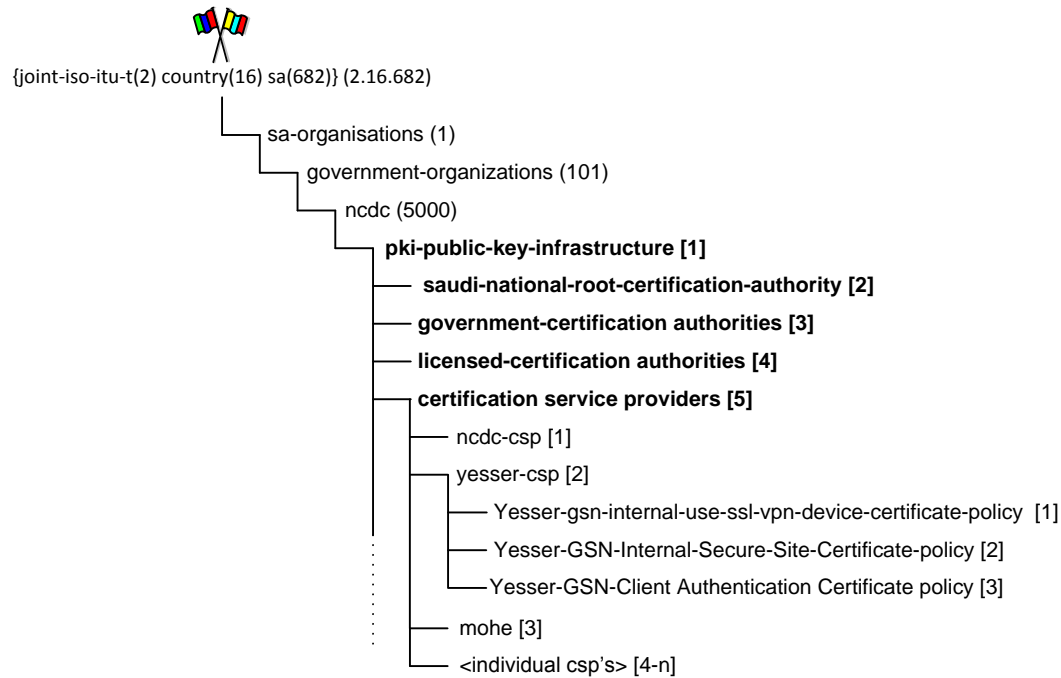 {joint-iso-itu-t(2) country(16) sa(682)} (2.16.682)
sa-organisations (1)
government-organizations (101)
ncdc (5000)
pki-public-key-infrastructure [1]
saudi-national-root-certification-authority [2]
government-certification authorities [3]
licensed-certification authorities [4]
certification service providers [5]
ncdc-csp [1]
yesser-csp [2]
Yesser-gsn-internal-use-ssl-vpn-device-certificate-policy [1]
Yesser-GSN-Internal-Secure-Site-Certificate-policy [2]
Yesser-GSN-Client Authentication Certificate policy [3]
mohe [3]
<individual csp's> [4-n]